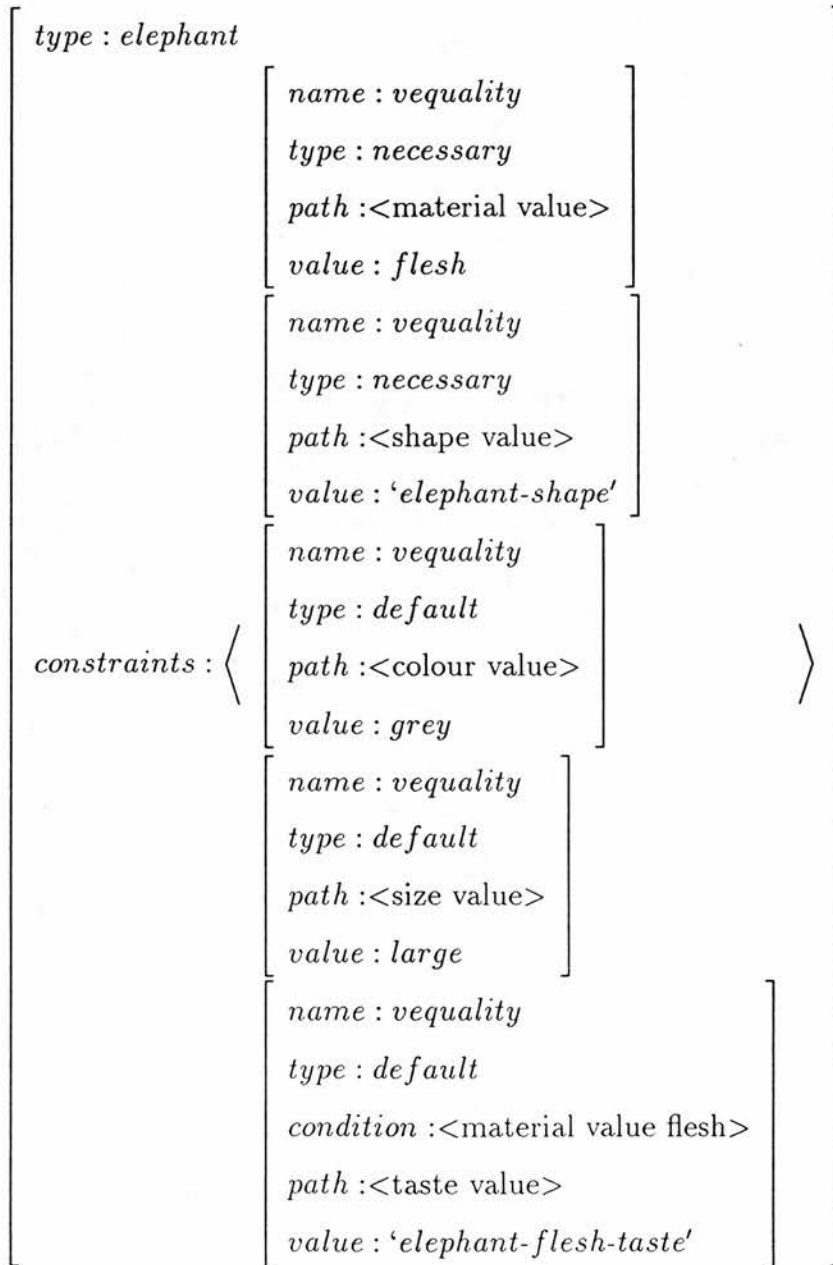 type : elephant
name : vequality
type : necessary
path :<material value>
value : flesh
name : vequality
type : necessary
path :<shape value>
value : ‘elephant-shape′
constraints : ⟨
name : vequality
type : default
path :<colour value>
value : grey
⟩
name : vequality
type : default
path :<size value>
value : large
name : vequality
type : default
condition :<material value flesh>
path :<taste value>
value : ‘elephant-flesh-taste′